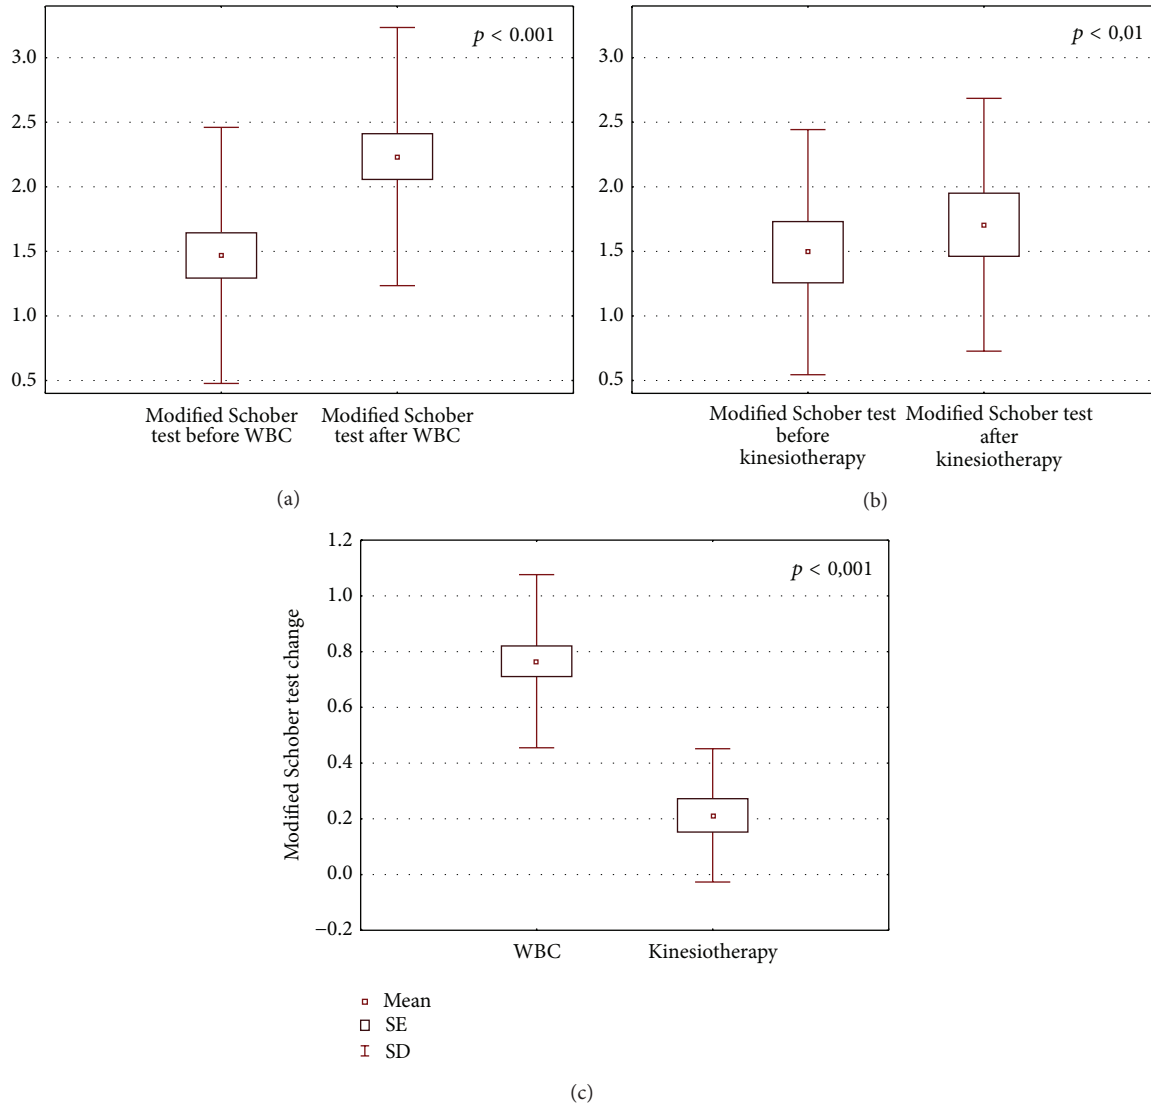 p < 0.001
3.0
2.5
2.0
1.5
1.0
0.5
Modified Schober
test before WBC
Modified Schober
test after WBC
(a)
p < 0,01
3.0
2.5
2.0
1.5
1.0
0.5
Modified Schober test
before
kinesiotherapy
Modified Schober test
after
kinesiotherapy
(b)
p < 0,001
Modified Schober test change
1.2
1.0
0.8
0.6
0.4
0.2
0.0
−0.2
WBC
Kinesiotherapy
Mean
SE
SD
(c)